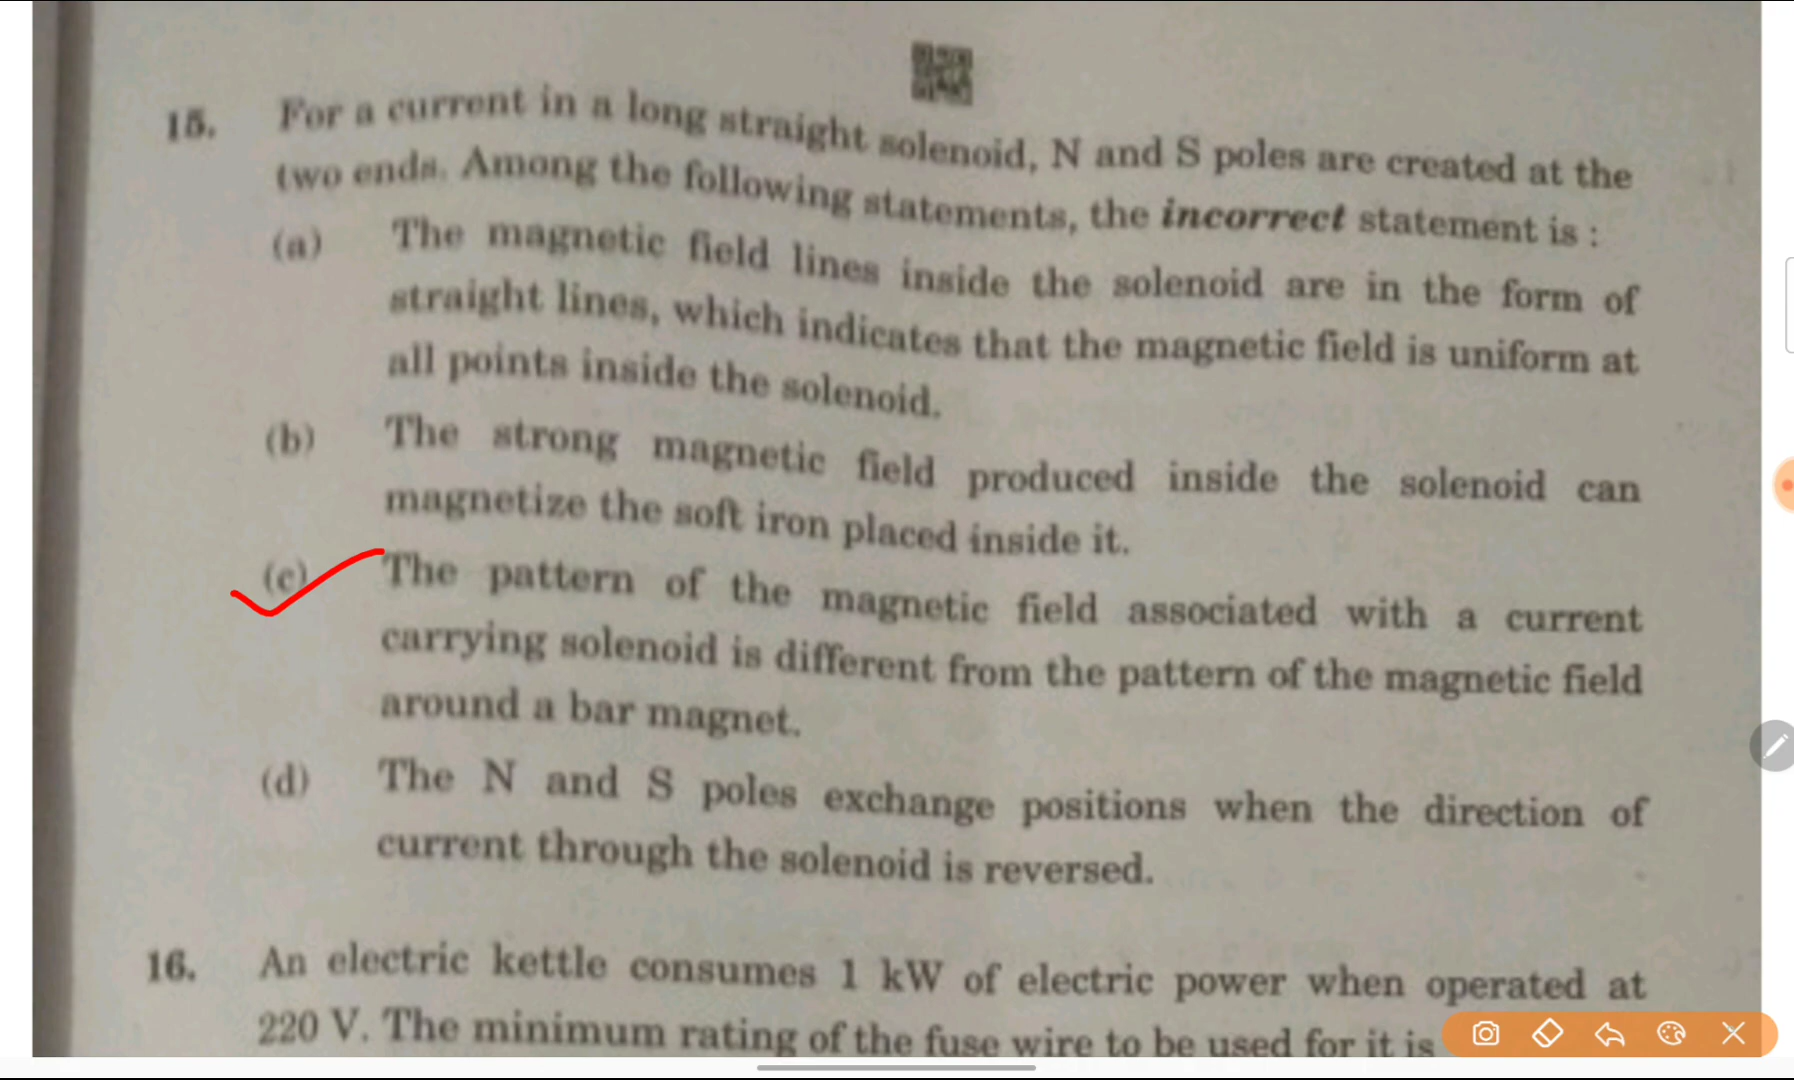 15. For a current in a long straight solenoid, N and S poles are created at the
two ends. Among the following statements, the incorrect statement is :
(a) The magnetic field lines inside the solenoid are in the form of
straight lines, which indicates that the magnetic field is uniform at
all points inside the solenoid.
(b) The strong magnetic field produced inside the solenoid can
magnetize the soft iron placed inside it.
(c) The pattern of the magnetic field associated with a current
carrying solenoid is different from the pattern of the magnetic field
around a bar magnet.
(d) The N and S poles exchange positions when the direction of
current through the solenoid is reversed.
16. An electric kettle consumes 1 kW of electric power when operated at
220 V. The minimum rating of the fuse wire to be used for it is